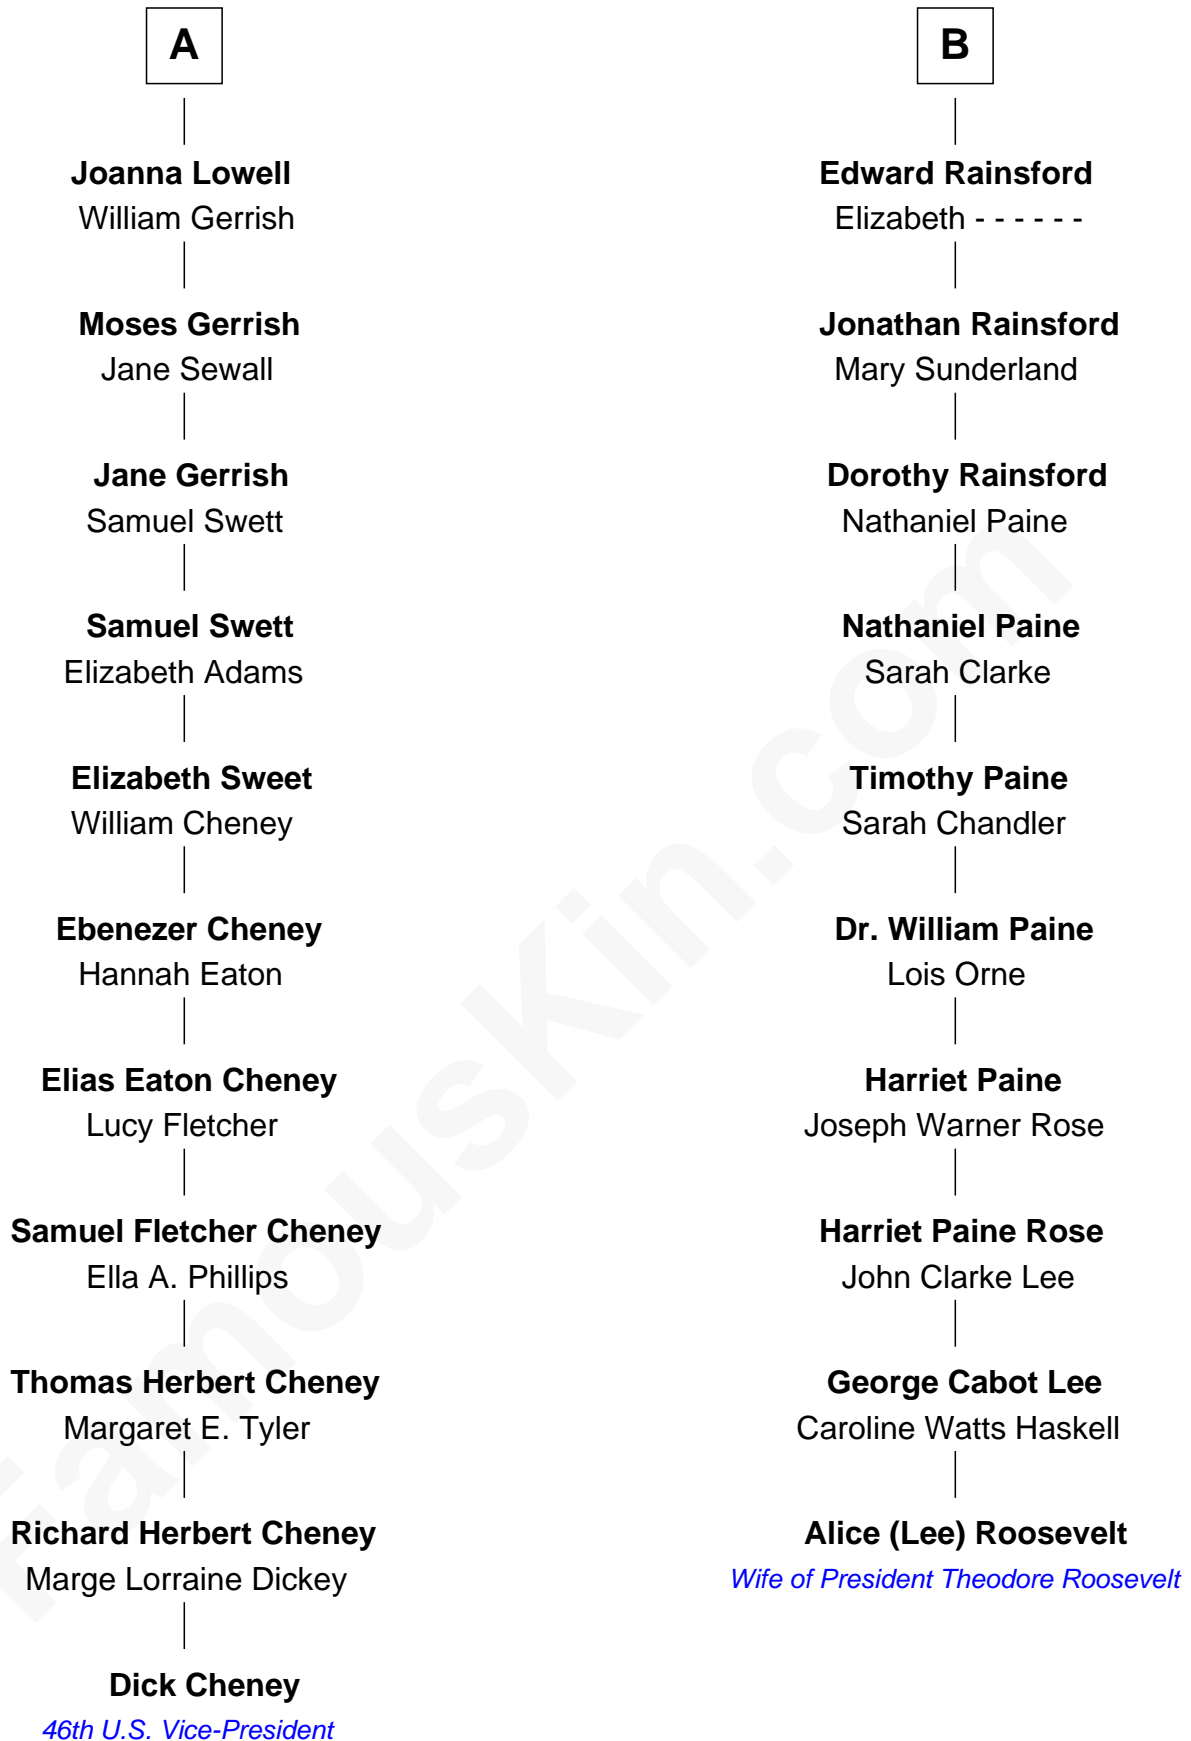 A
Joanna Lowell
William Gerrish
Moses Gerrish
Jane Sewall
Jane Gerrish
Samuel Swett
Samuel Swett
Elizabeth Adams
Elizabeth Sweet
William Cheney
Ebenezer Cheney
Hannah Eaton
Elias Eaton Cheney
Lucy Fletcher
Samuel Fletcher Cheney
Ella A. Phillips
Thomas Herbert Cheney
Margaret E. Tyler
Richard Herbert Cheney
Marge Lorraine Dickey
Dick Cheney
46th U.S. Vice-President
B
Edward Rainsford
Elizabeth - - - - - -
Jonathan Rainsford
Mary Sunderland
Dorothy Rainsford
Nathaniel Paine
Nathaniel Paine
Sarah Clarke
Timothy Paine
Sarah Chandler
Dr. William Paine
Lois Orne
Harriet Paine
Joseph Warner Rose
Harriet Paine Rose
John Clarke Lee
George Cabot Lee
Caroline Watts Haskell
Alice (Lee) Roosevelt
Wife of President Theodore Roosevelt
FamousKin.com